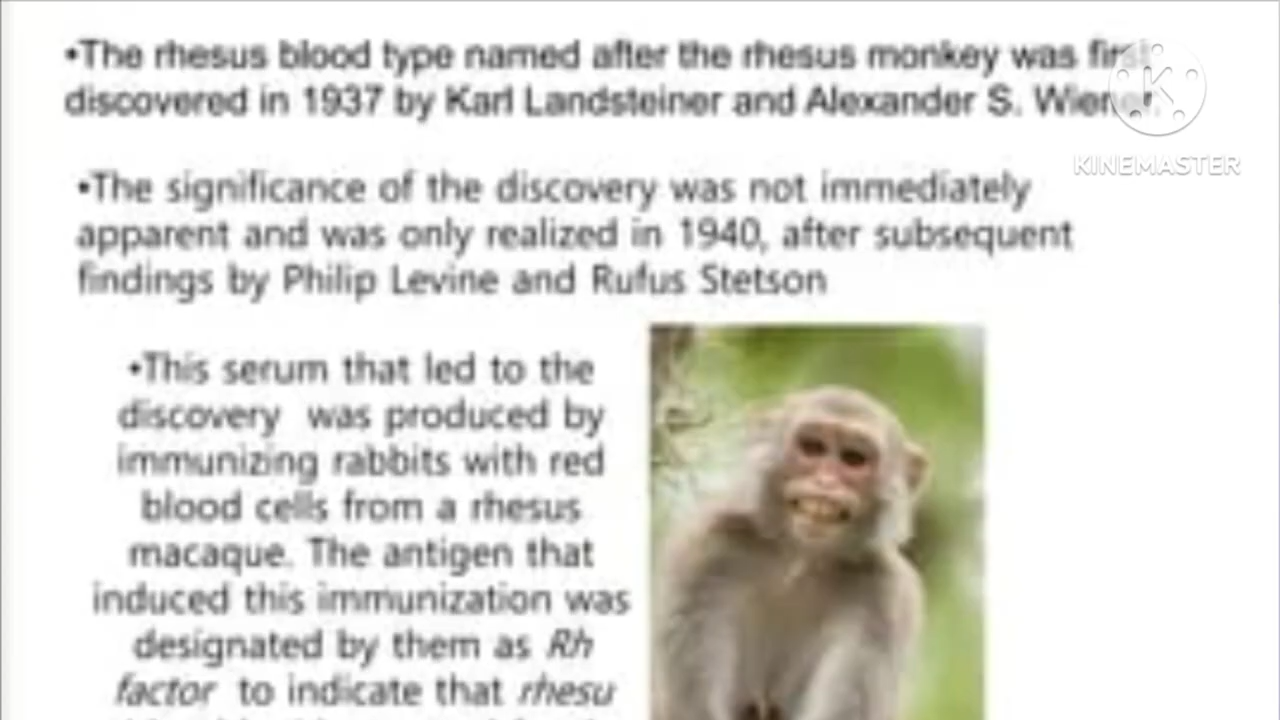 •The rhesus blood type named after the rhesus monkey was first
discovered in 1937 by Karl Landsteiner and Alexander S. Wiener.
KINEMASTER
•The significance of the discovery was not immediately
apparent and was only realized in 1940, after subsequent
findings by Philip Levine and Rufus Stetson
•This serum that led to the
discovery was produced by
immunizing rabbits with red
blood cells from a rhesus
macaque. The antigen that
induced this immunization was
designated by them as Rh
factor to indicate that rhesu